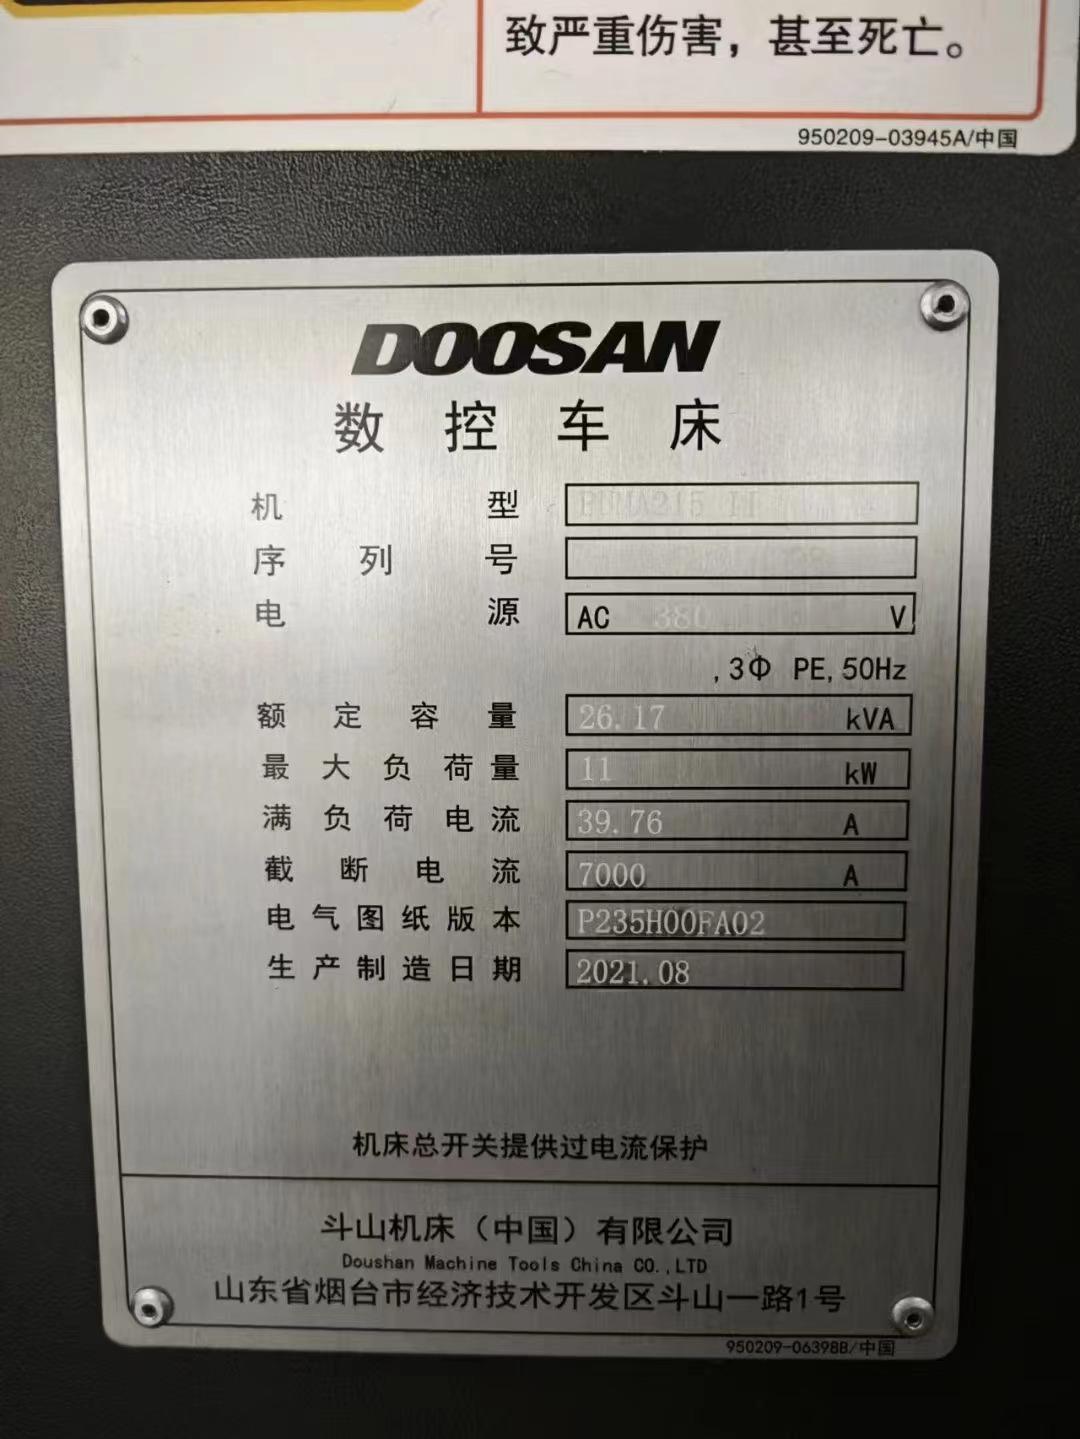 致严重伤害，甚至死亡。
950209-03945A/中国
DOOSAN
数控车床
机型 PUMA215 II
序列号
电源 AC 380 V
,3Φ PE,50Hz
额定容量 26.17 kVA
最大负荷量 11 kW
满负荷电流 39.76 A
截断电流 7000 A
电气图纸版本 P235H00FA02
生产制造日期 2021.08
机床总开关提供过电流保护
斗山机床（中国）有限公司
Doushan Machine Tools China CO.,LTD
山东省烟台市经济技术开发区斗山一路1号
950209-06398B/中国